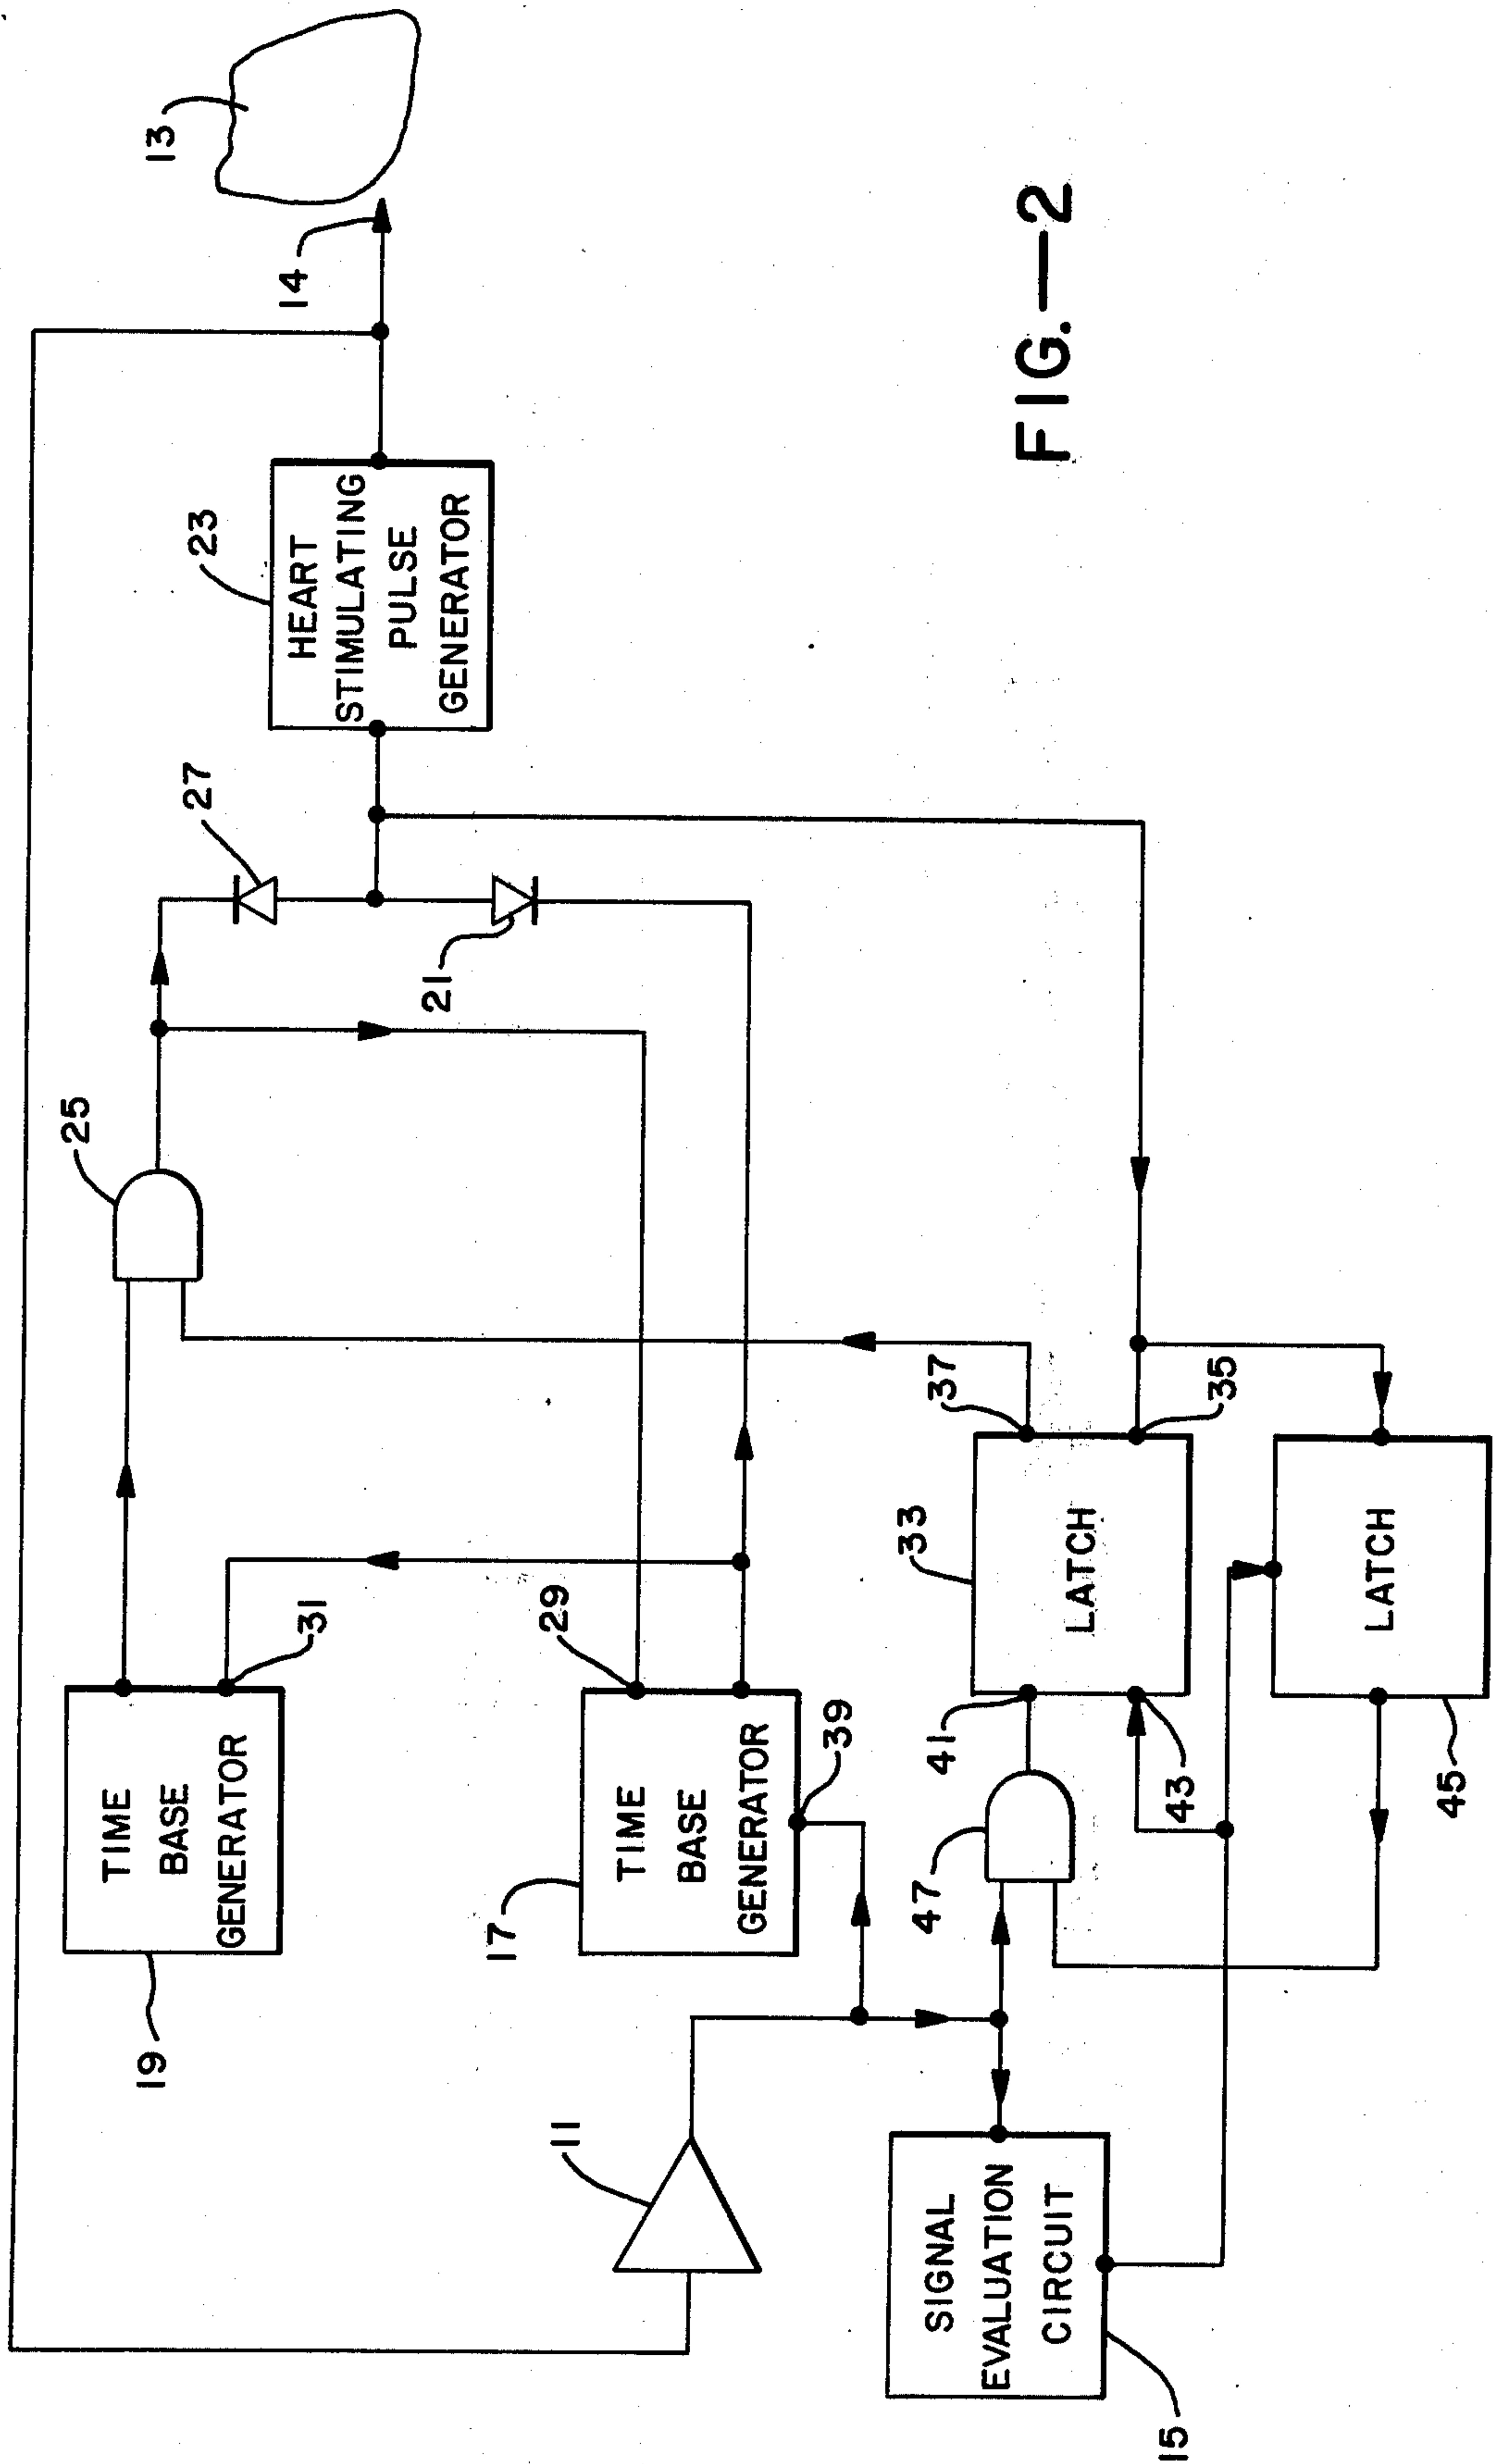 13
14
23
HEART
STIMULATING
PULSE
GENERATOR
27
21
25
31
29
TIME
BASE
GENERATOR
19
TIME
BASE
GENERATOR
17
39
37
35
33
LATCH
41
43
LATCH
45
47
11
SIGNAL
EVALUATION
CIRCUIT
15
FIG.—2